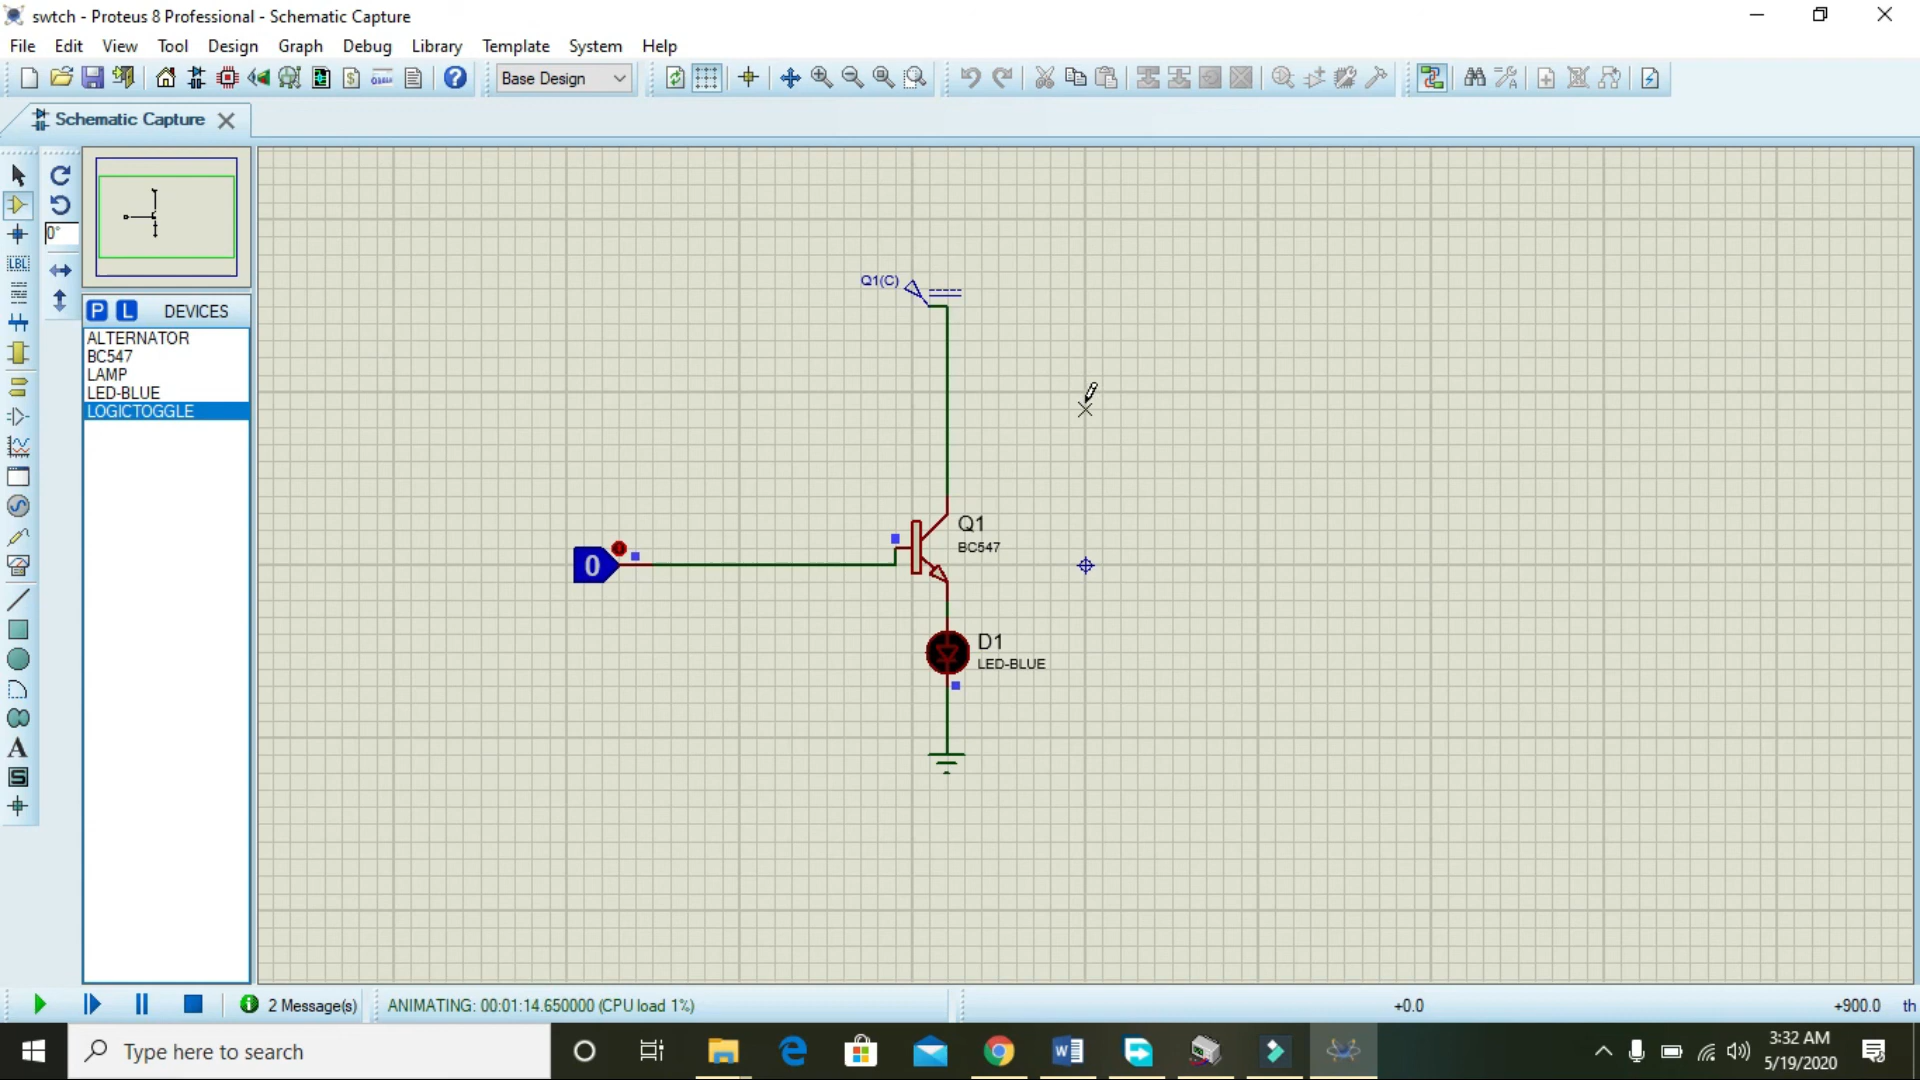 swtch - Proteus 8 Professional - Schematic Capture
File Edit View Tool Design Graph Debug Library Template System Help
Base Design
Schematic Capture
0°
LBL
P L DEVICES
ALTERNATOR
BC547
LAMP
LED-BLUE
LOGICTOGGLE
A
S
Q1(C)
Q1
BC547
0
D1
LED-BLUE
2 Message(s) ANIMATING: 00:01:14.650000 (CPU load 1%) +0.0 +900.0 th
Type here to search
3:32 AM
5/19/2020